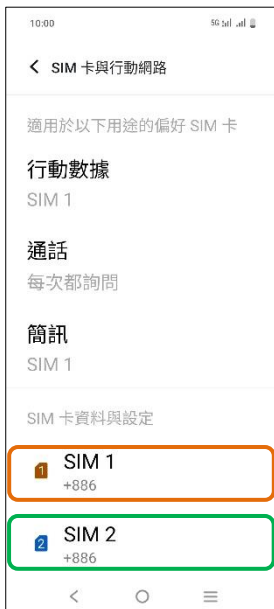 10:00
5G
SIM 卡與行動網路
適用於以下用途的偏好 SIM 卡
行動數據
SIM 1
通話
每次都詢問
簡訊
SIM 1
SIM 卡資料與設定
1
SIM 1
+886
2
SIM 2
+886